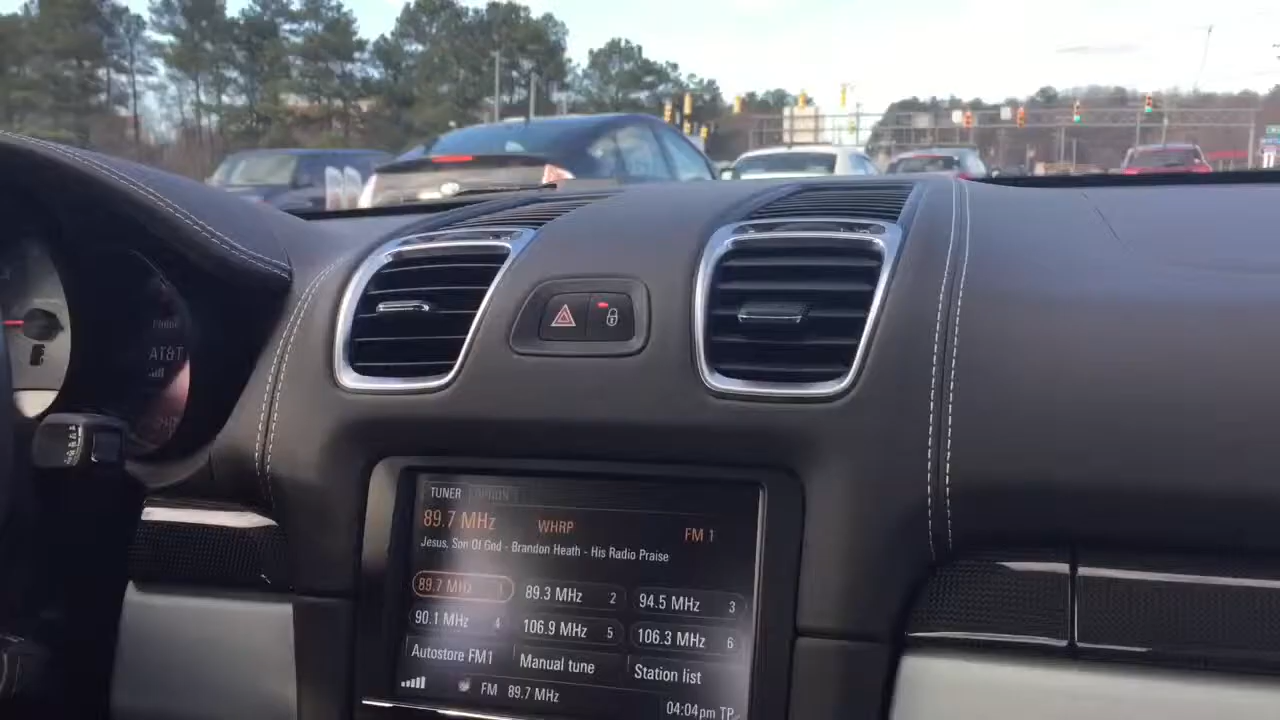 Phone
AT&T
TUNER OPTION
89.7 MHz WHRP FM 1
Jesus, Son Of God - Brandon Heath - His Radio Praise
89.7 MHz 1 89.3 MHz 2 94.5 MHz 3
90.1 MHz 4 106.9 MHz 5 106.3 MHz 6
Autostore FM1 Manual tune Station list
FM 89.7 MHz
04:04pm TP